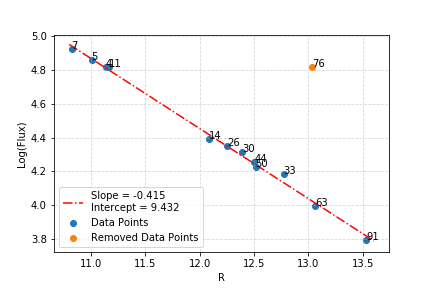 5.0
4.8
4.6
4.4
4.2
4.0
3.8
Log(Flux)
7
5
4
11
76
14
26
30
44
50
33
63
91
Slope = -0.415
Intercept = 9.432
Data Points
Removed Data Points
11.0 11.5 12.0 12.5 13.0 13.5
R